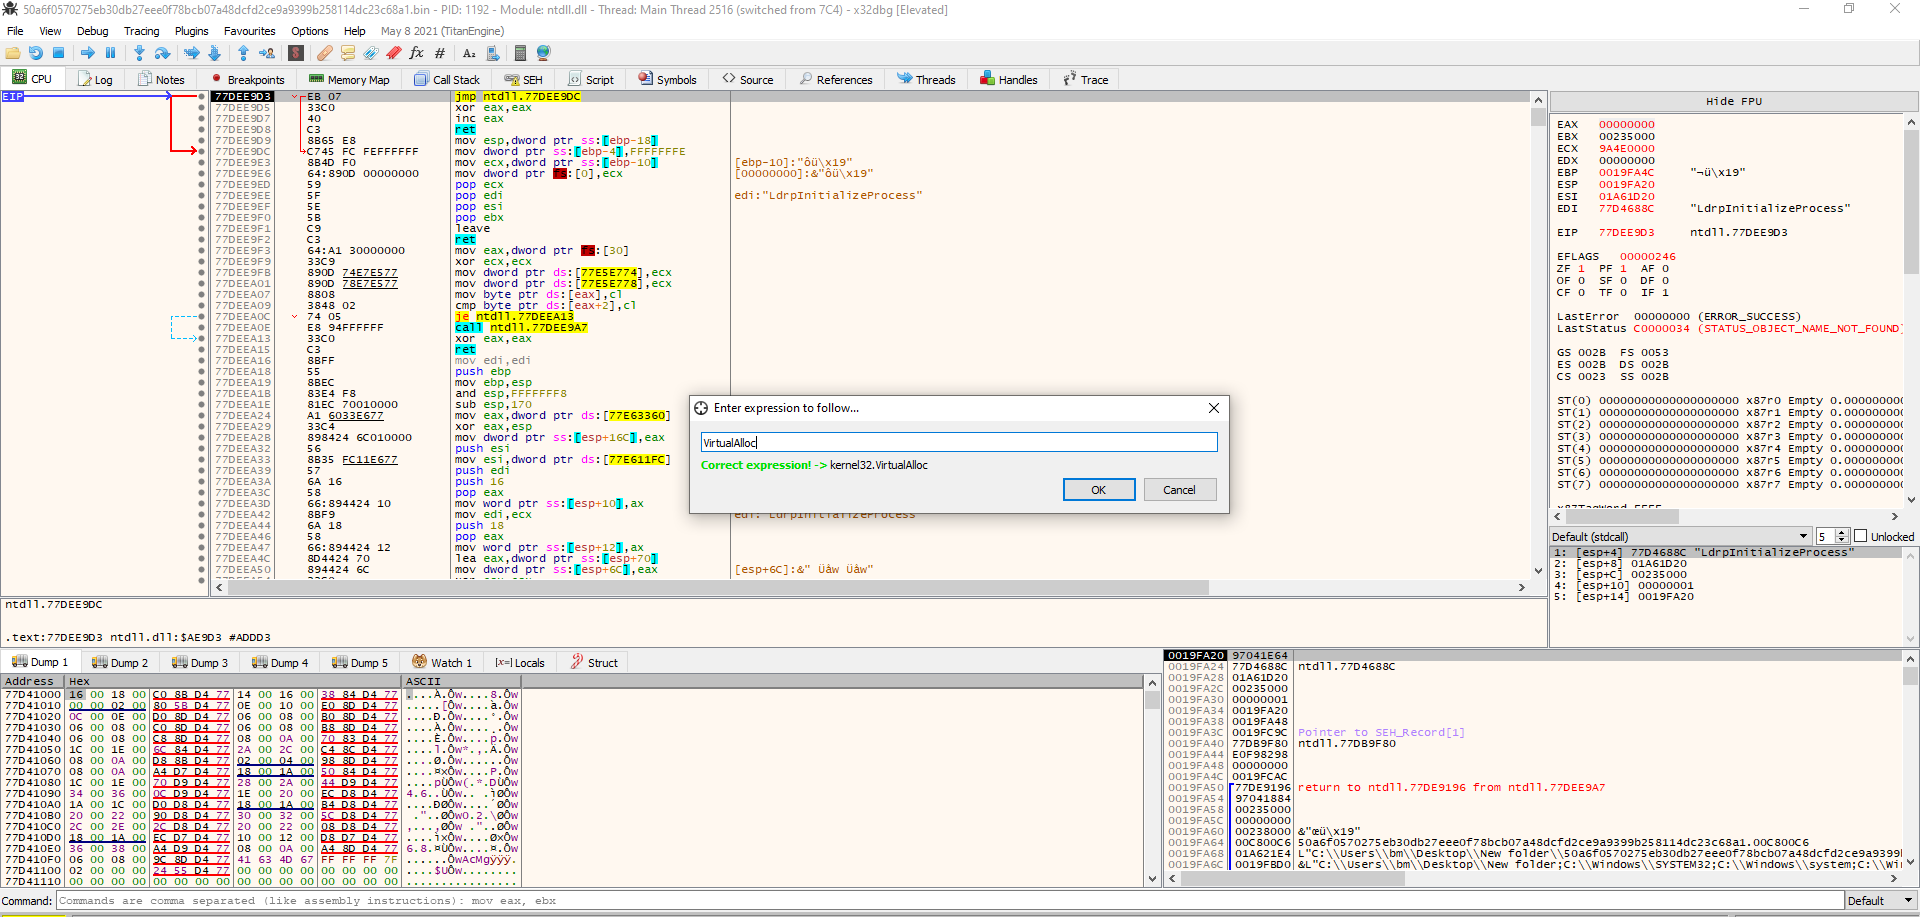 50a6f0570275eb30db27eee0f78bcb07a48dcfd2ce9a9399b258114dc23c68a1.bin - PID: 1192 - Module: ntdll.dll - Thread: Main Thread 2516 (switched from 7C4) - x32dbg [Elevated]
File View Debug Tracing Plugins Favourites Options Help May 8 2021 (TitanEngine)
CPU Log Notes Breakpoints Memory Map Call Stack SEH Script Symbols Source References Threads Handles Trace
EIP
77DEE9D3 EB 07 jmp ntdll.77DEE9DC
77DEE9D5 33C0 xor eax,eax
77DEE9D7 40 inc eax
77DEE9D8 C3 ret
77DEE9D9 8B65 E8 mov esp,dword ptr ss:[ebp-18]
77DEE9DC C745 FC FEFFFFFF mov dword ptr ss:[ebp-4],FFFFFFFE
77DEE9E3 8B4D F0 mov ecx,dword ptr ss:[ebp-10] [ebp-10]:"ôü\x19"
77DEE9E6 64:890D 00000000 mov dword ptr fs:[0],ecx [00000000]:&"ôü\x19"
77DEE9ED 59 pop ecx
77DEE9EE 5F pop edi edi:"LdrpInitializeProcess"
77DEE9EF 5E pop esi
77DEE9F0 5B pop ebx
77DEE9F1 C9 leave
77DEE9F2 C3 ret
77DEE9F3 64:A1 30000000 mov eax,dword ptr fs:[30]
77DEE9F9 33C9 xor ecx,ecx
77DEE9FB 890D 74E7E577 mov dword ptr ds:[77E5E774],ecx
77DEEA01 890D 78E7E577 mov dword ptr ds:[77E5E778],ecx
77DEEA07 8808 mov byte ptr ds:[eax],cl
77DEEA09 3848 02 cmp byte ptr ds:[eax+2],cl
77DEEA0C 74 05 je ntdll.77DEEA13
77DEEA0E E8 94FFFFFF call ntdll.77DEE9A7
77DEEA13 33C0 xor eax,eax
77DEEA15 C3 ret
77DEEA16 8BFF mov edi,edi
77DEEA18 55 push ebp
77DEEA19 8BEC mov ebp,esp
77DEEA1B 83E4 F8 and esp,FFFFFFF8
77DEEA1E 81EC 70010000 sub esp,170
77DEEA24 A1 6033E677 mov eax,dword ptr ds:[77E63360]
77DEEA29 33C4 xor eax,esp
77DEEA2B 898424 6C010000 mov dword ptr ss:[esp+16C],eax
77DEEA32 56 push esi
77DEEA33 8B35 FC11E677 mov esi,dword ptr ds:[77E611FC]
77DEEA39 57 push edi
77DEEA3A 6A 16 push 16
77DEEA3C 58 pop eax
77DEEA3D 66:894424 10 mov word ptr ss:[esp+10],ax
77DEEA42 8BF9 mov edi,ecx edi:"LdrpInitializeProcess"
77DEEA44 6A 18 push 18
77DEEA46 58 pop eax
77DEEA47 66:894424 12 mov word ptr ss:[esp+12],ax
77DEEA4C 8D4424 70 lea eax,dword ptr ss:[esp+70]
77DEEA50 894424 6C mov dword ptr ss:[esp+6C],eax [esp+6C]:&" Üåw Üåw"
Enter expression to follow...
VirtualAlloc
Correct expression! -> kernel32.VirtualAlloc
OK Cancel
Hide FPU
EAX 00000000
EBX 00235000
ECX 9A4E0000
EDX 00000000
EBP 0019FA4C "¬ü\x19"
ESP 0019FA20
ESI 01A61D20
EDI 77D4688C "LdrpInitializeProcess"
EIP 77DEE9D3 ntdll.77DEE9D3
EFLAGS 00000246
ZF 1 PF 1 AF 0
OF 0 SF 0 DF 0
CF 0 TF 0 IF 1
LastError 00000000 (ERROR_SUCCESS)
LastStatus C0000034 (STATUS_OBJECT_NAME_NOT_FOUND)
GS 002B FS 0053
ES 002B DS 002B
CS 0023 SS 002B
ST(0) 00000000000000000000 x87r0 Empty 0.00000000
ST(1) 00000000000000000000 x87r1 Empty 0.00000000
ST(2) 00000000000000000000 x87r2 Empty 0.00000000
ST(3) 00000000000000000000 x87r3 Empty 0.00000000
ST(4) 00000000000000000000 x87r4 Empty 0.00000000
ST(5) 00000000000000000000 x87r5 Empty 0.00000000
ST(6) 00000000000000000000 x87r6 Empty 0.00000000
ST(7) 00000000000000000000 x87r7 Empty 0.00000000
x87TagWord FFFF
Default (stdcall) 5 Unlocked
1: [esp+4] 77D4688C "LdrpInitializeProcess"
2: [esp+8] 01A61D20
3: [esp+C] 00235000
4: [esp+10] 00000001
5: [esp+14] 0019FA20
ntdll.77DEE9DC
.text:77DEE9D3 ntdll.dll:$AE9D3 #ADDD3
Dump 1 Dump 2 Dump 3 Dump 4 Dump 5 Watch 1 [x=] Locals Struct
Address Hex ASCII
77D41000 16 00 18 00 C0 8B D4 77 14 00 16 00 38 84 D4 77 ....À.Ôw....8.Ôw
77D41010 00 00 02 00 80 5B D4 77 0E 00 10 00 E0 8D D4 77 .....[Ôw....à.Ôw
77D41020 0C 00 0E 00 D0 8D D4 77 06 00 08 00 B0 8D D4 77 ....Ð.Ôw....°.Ôw
77D41030 06 00 08 00 C0 8D D4 77 06 00 08 00 B8 8D D4 77 ....À.Ôw....¸.Ôw
77D41040 06 00 08 00 C8 8D D4 77 08 00 0A 00 70 83 D4 77 ....È.Ôw....p.Ôw
77D41050 1C 00 1E 00 6C 84 D4 77 2A 00 2C 00 C4 8C D4 77 ....l.Ôw*.,.Ä.Ôw
77D41060 08 00 0A 00 D8 8B D4 77 02 00 04 00 98 8D D4 77 ....Ø.Ôw......Ôw
77D41070 08 00 0A 00 A4 D7 D4 77 18 00 1A 00 50 84 D4 77 ....¤×Ôw....P.Ôw
77D41080 1C 00 1E 00 70 D9 D4 77 28 00 2A 00 44 D9 D4 77 ....pÙÔw(.*.DÙÔw
77D41090 34 00 36 00 0C D9 D4 77 1E 00 20 00 EC D8 D4 77 4.6..ÙÔw.. .ìØÔw
77D410A0 1A 00 1C 00 D0 D8 D4 77 18 00 1A 00 B4 D8 D4 77 ....ÐØÔw....´ØÔw
77D410B0 20 00 22 00 90 D8 D4 77 30 00 32 00 5C D8 D4 77  ."..ØÔw0.2.\ØÔw
77D410C0 2C 00 2E 00 2C D8 D4 77 20 00 22 00 08 D8 D4 77 ,...,ØÔw ."..ØÔw
77D410D0 18 00 1A 00 EC D7 D4 77 10 00 12 00 D8 D7 D4 77 ....ì×Ôw....Ø×Ôw
77D410E0 36 00 38 00 A4 D9 D4 77 08 00 0A 00 A4 8D D4 77 6.8.¤ÙÔw....¤.Ôw
77D410F0 06 00 08 00 9C 8D D4 77 41 63 4D 67 FF FF FF 7F ......ÔwAcMgÿÿÿ.
77D41100 02 00 00 00 24 55 D4 77 00 00 00 00 00 00 00 00 ....$UÔw........
77D41110 00 00 00 00 00 00 00 00 00 00 00 00 00 00 00 00 ................
0019FA20 97041E64
0019FA24 77D4688C ntdll.77D4688C
0019FA28 01A61D20
0019FA2C 00235000
0019FA30 00000001
0019FA34 0019FA20
0019FA38 0019FA48
0019FA3C 0019FC9C Pointer to SEH_Record[1]
0019FA40 77DB9F80 ntdll.77DB9F80
0019FA44 E0F98298
0019FA48 00000000
0019FA4C 0019FCAC
0019FA50 77DE9196 return to ntdll.77DE9196 from ntdll.77DEE9A7
0019FA54 97041884
0019FA58 00235000
0019FA5C 00000000
0019FA60 00238000 &"œü\x19"
0019FA64 00C800C6 50a6f0570275eb30db27eee0f78bcb07a48dcfd2ce9a9399b258114dc23c68a1.00C800C6
0019FA68 01A621E4 L"C:\\Users\\bm\\Desktop\\New folder\\50a6f0570275eb30db27eee0f78bcb07a48dcfd2ce9a9399b
0019FA6C 0019FBD0 &L"C:\\Users\\bm\\Desktop\\New folder;C:\\Windows\\SYSTEM32;C:\\Windows\\system;C:\\Wi
Command: Commands are comma separated (like assembly instructions): mov eax, ebx Default